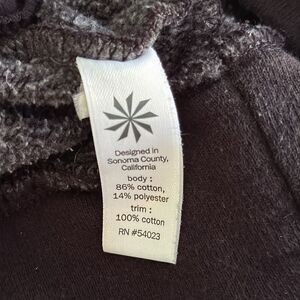 Designed in
Sonoma County,
California
body :
86% cotton,
14% polyester
trim :
100% cotton
RN #54023